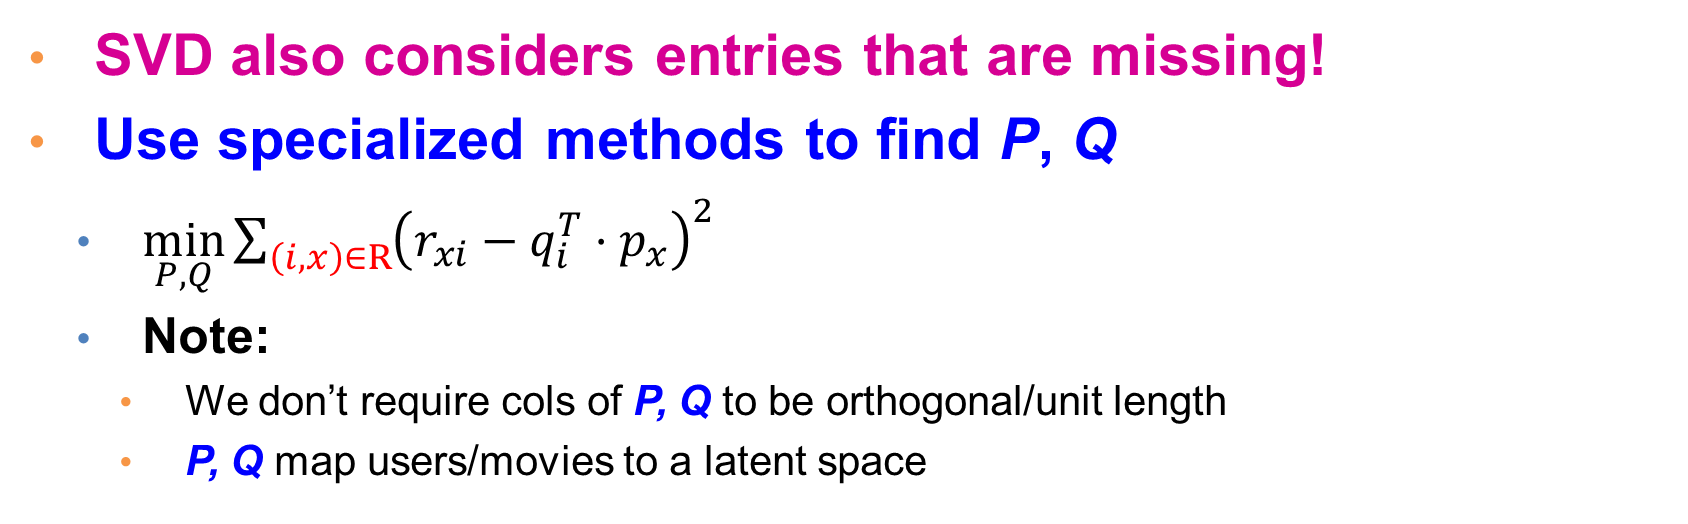 • SVD also considers entries that are missing!
• Use specialized methods to find P, Q
• min_{P,Q} ∑_{(i,x)∈R} (r_{xi} − q_i^T · p_x)^2
• Note:
• We don’t require cols of P, Q to be orthogonal/unit length
• P, Q map users/movies to a latent space